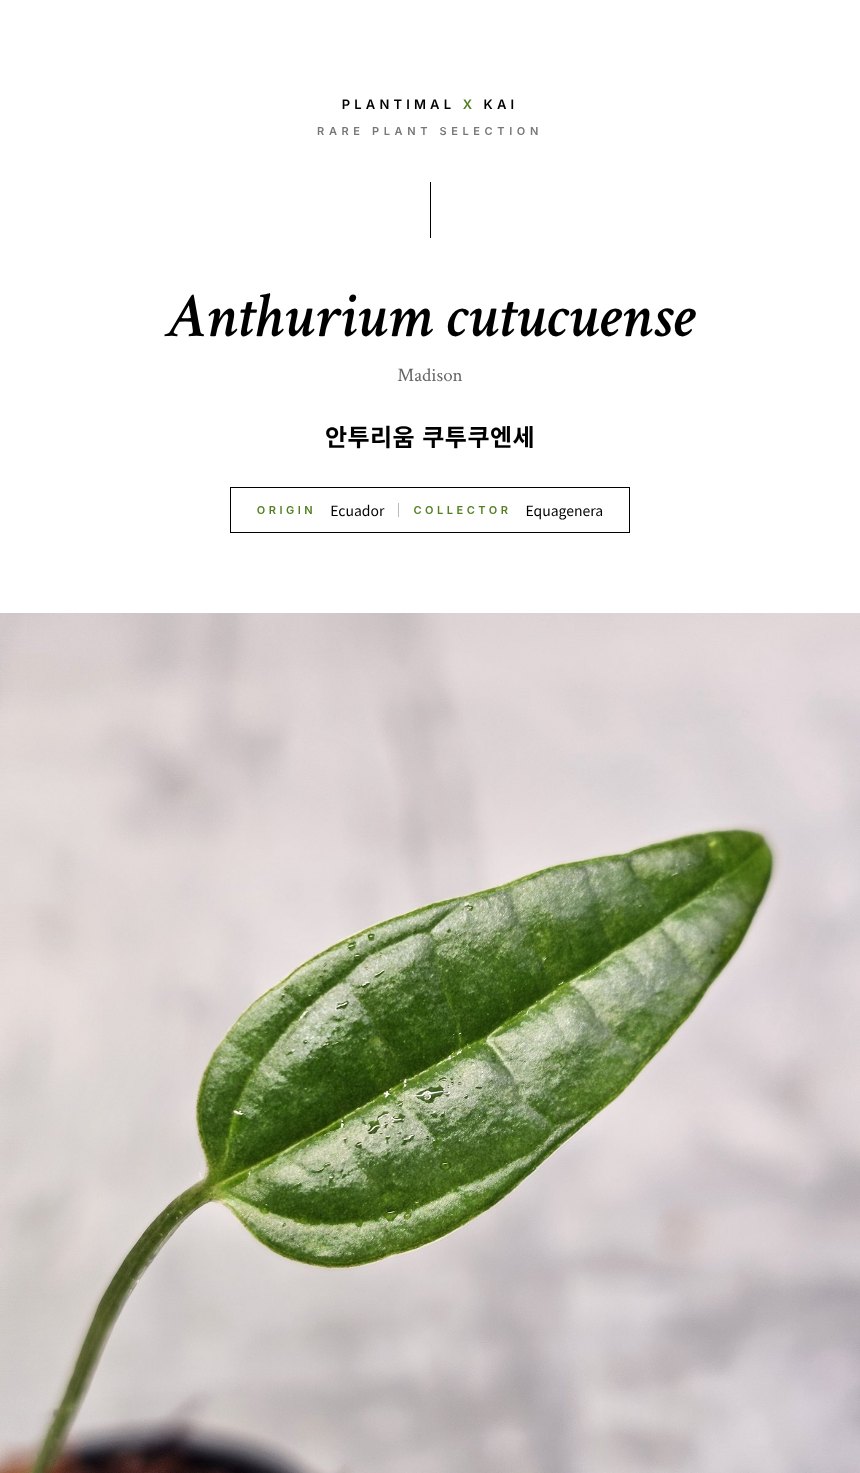 PLANTIMAL X KAI
RARE PLANT SELECTION
Anthurium cutucuense
Madison
안투리움 쿠투쿠엔세
ORIGIN Ecuador | COLLECTOR Equagenera